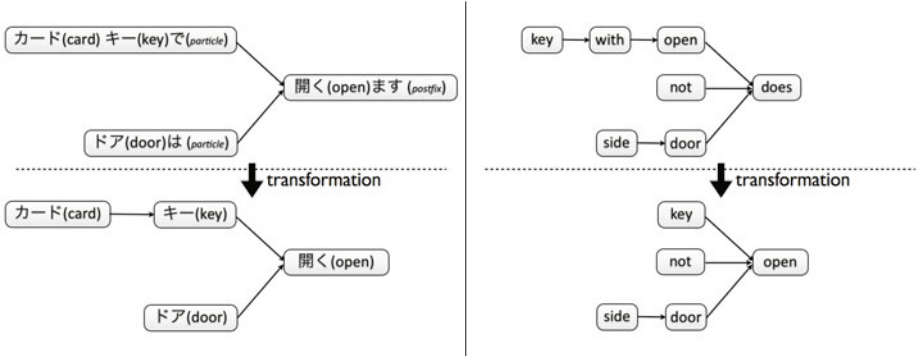 カード(card) キー(key)で(particle)
開く(open)ます(postfix)
ドア(door)は (particle)
transformation
カード(card)
キー(key)
開く(open)
ドア(door)
key
with
open
not
does
side
door
transformation
key
not
open
side
door